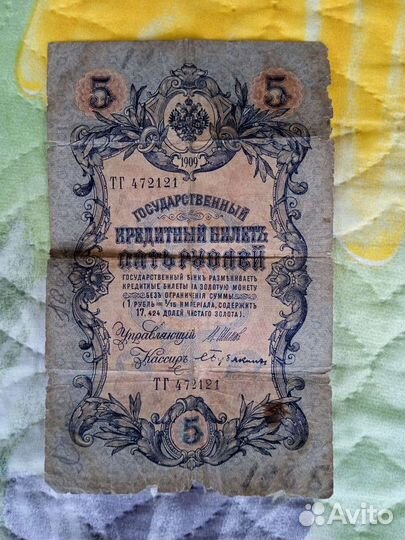 5 5
1909
ТГ 472121
ГОСУДАРСТВЕННЫЙ
КРЕДИТНЫЙ БИЛЕТЪ
ПЯТЬ РУБЛЕЙ
ГОСУДАРСТВЕННЫЙ БАНКЪ РАЗМѢНИВАЕТЪ
КРЕДИТНЫЕ БИЛЕТЫ НА ЗОЛОТУЮ МОНЕТУ
БЕЗЪ ОГРАНИЧЕНІЯ СУММЫ
(1 РУБЛЬ = 1/15 ИМПЕРІАЛА, СОДЕРЖИТЪ
17,424 ДОЛЕЙ ЧИСТАГО ЗОЛОТА).
Управляющій
Кассиръ
ТГ 472121
5
Avito